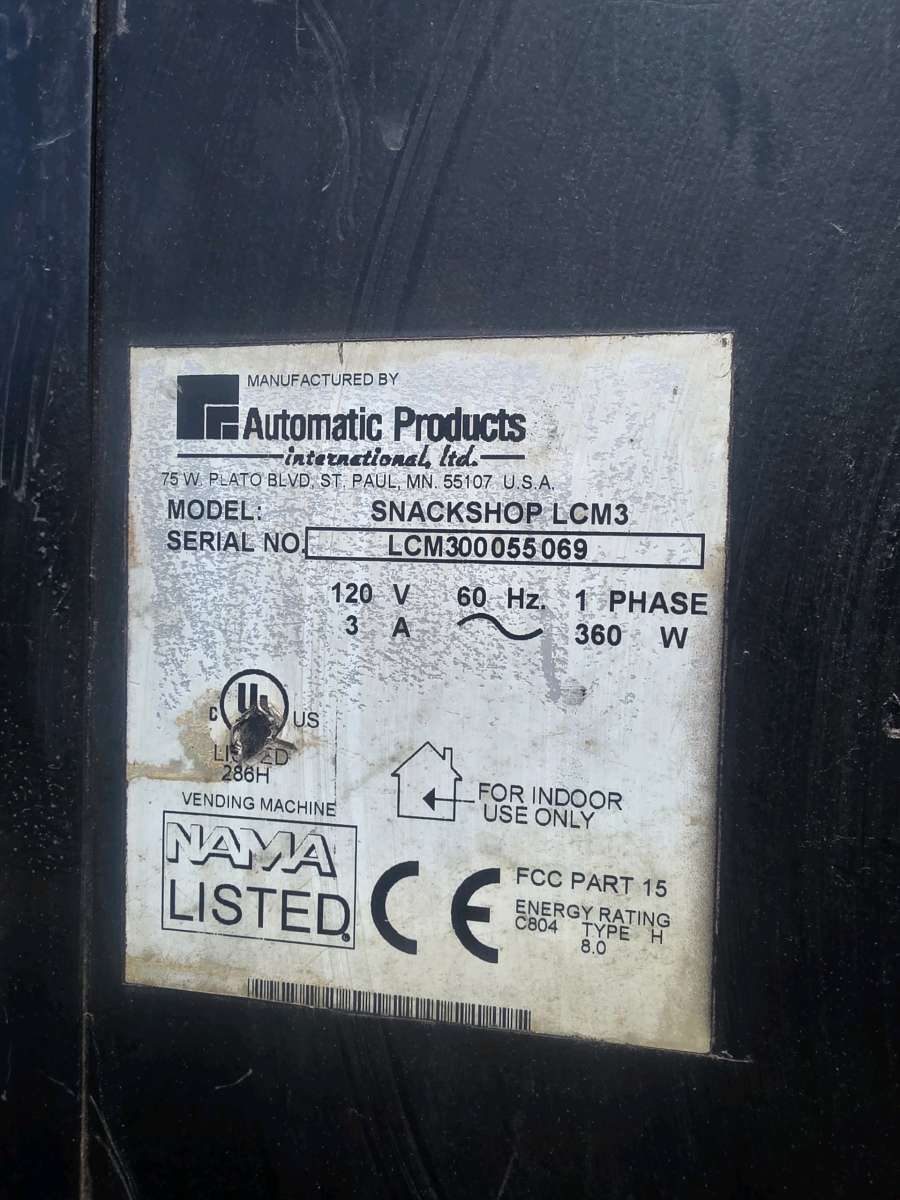 MANUFACTURED BY
Automatic Products
international, ltd.
75 W. PLATO BLVD, ST. PAUL, MN. 55107 U.S.A.
MODEL: SNACKSHOP LCM3
SERIAL NO. LCM300055069
120 V 60 Hz. 1 PHASE
3 A 360 W
C UL US
LISTED
286H
VENDING MACHINE
NAMA
LISTED®
FOR INDOOR
USE ONLY
CE
FCC PART 15
ENERGY RATING
C804 TYPE H
8.0